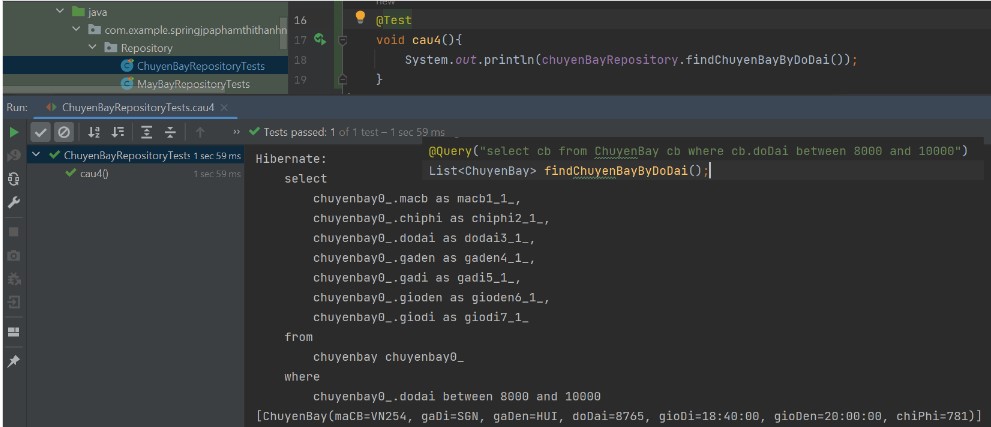 java
com.example.springjpaphamthithanhn
Repository
ChuyenBayRepositoryTests
MayBayRepositoryTests
new
16 @Test
17 void cau4(){
18 System.out.println(chuyenBayRepository.findChuyenBayByDoDai());
19 }
Run: ChuyenBayRepositoryTests.cau4 ×
» Tests passed: 1 of 1 test – 1 sec 59 ms
ChuyenBayRepositoryTests 1 sec 59 ms
cau4() 1 sec 59 ms
@Query("select cb from ChuyenBay cb where cb.doDai between 8000 and 10000")
List<ChuyenBay> findChuyenBayByDoDai();
Hibernate:
select
chuyenbay0_.macb as macb1_1_,
chuyenbay0_.chiphi as chiphi2_1_,
chuyenbay0_.dodai as dodai3_1_,
chuyenbay0_.gaden as gaden4_1_,
chuyenbay0_.gadi as gadi5_1_,
chuyenbay0_.gioden as gioden6_1_,
chuyenbay0_.giodi as giodi7_1_
from
chuyenbay chuyenbay0_
where
chuyenbay0_.dodai between 8000 and 10000
[ChuyenBay(maCB=VN254, gaDi=SGN, gaDen=HUI, doDai=8765, gioDi=18:40:00, gioDen=20:00:00, chiPhi=781)]